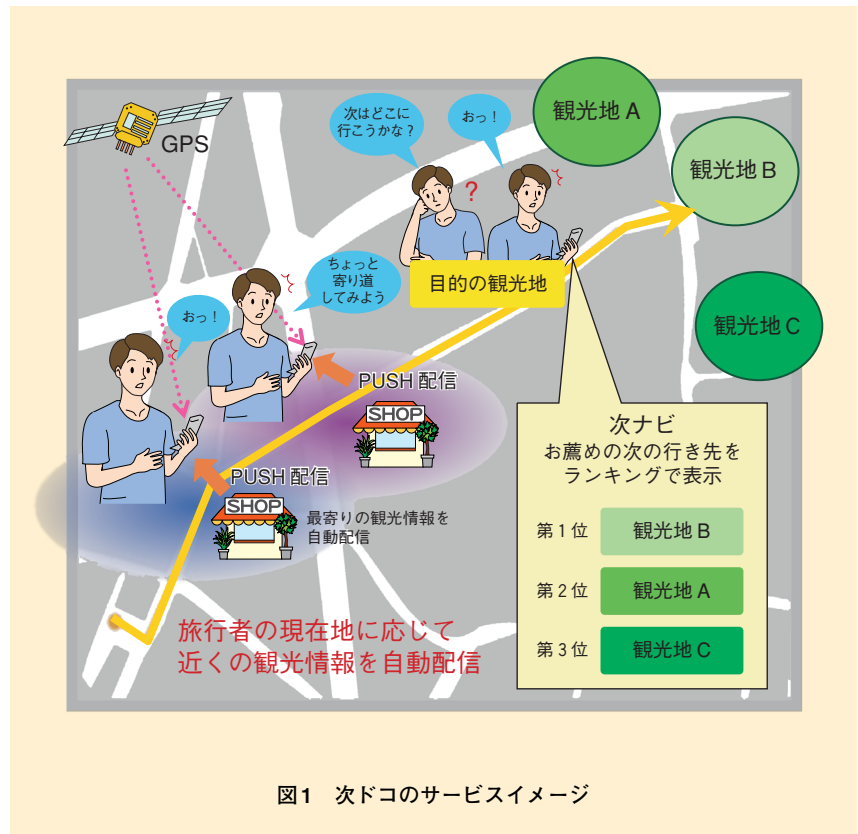 GPS
次はどこに
行こうかな？
おっ！
観光地 A
観光地 B
観光地 C
目的の観光地
ちょっと
寄り道
してみよう
おっ！
?
PUSH 配信
SHOP
PUSH 配信
SHOP
最寄りの観光情報を
自動配信
旅行者の現在地に応じて
近くの観光情報を自動配信
次ナビ
お薦めの次の行き先を
ランキングで表示
第1位 観光地 B
第2位 観光地 A
第3位 観光地 C
図1 次ドコのサービスイメージ